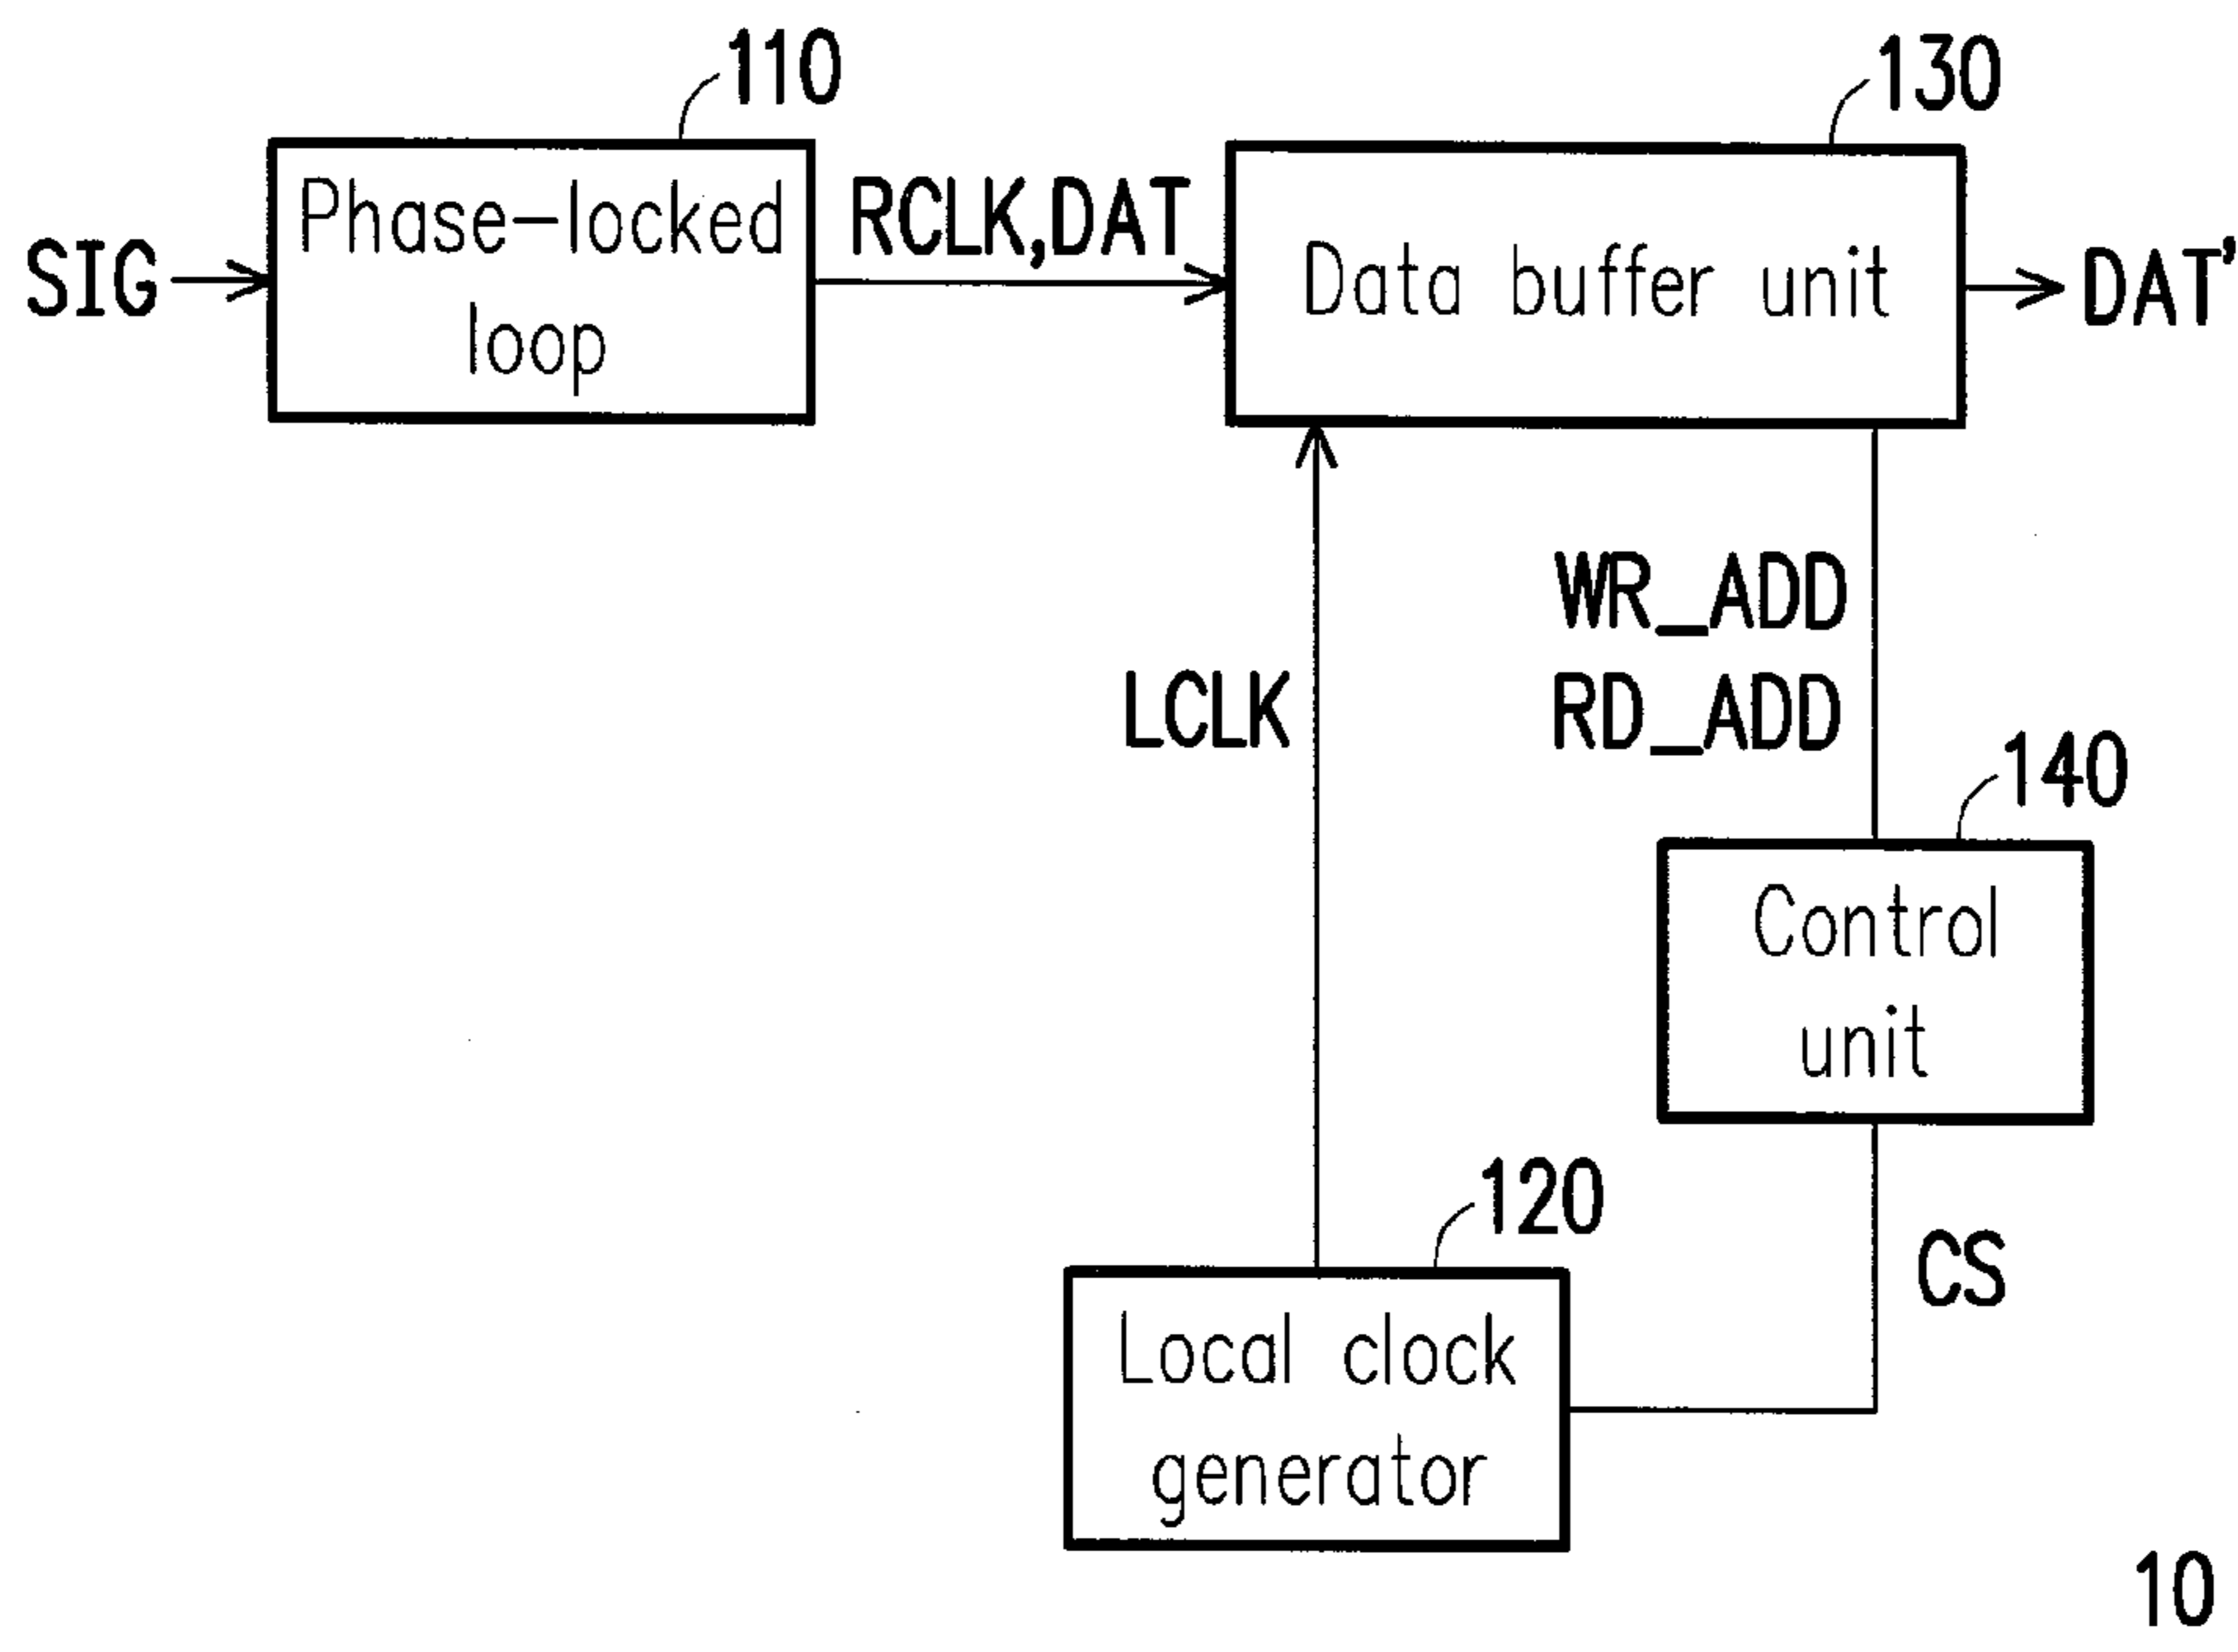 110
130
Phase-locked
loop
RCLK,DAT
SIG
Data buffer unit
DAT'
WR_ADD
RD_ADD
LCLK
140
Control
unit
120
CS
Local clock
generator
10